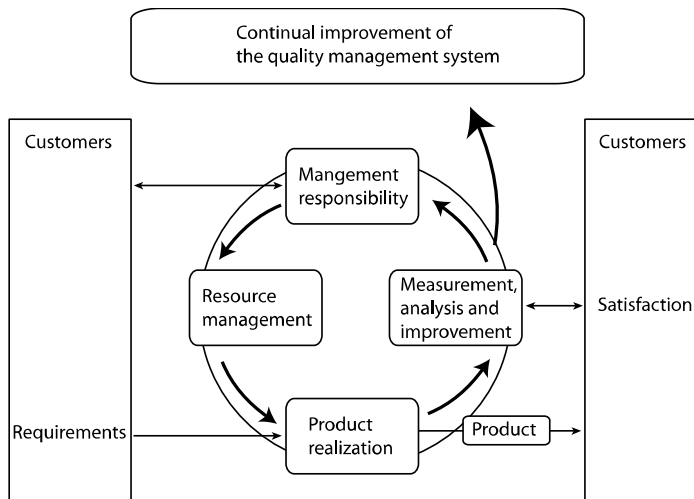 Continual improvement of
the quality management system
Customers
Customers
Mangement
responsibility
Resource
management
Measurement,
analysis and
improvement
Satisfaction
Requirements
Product
realization
Product